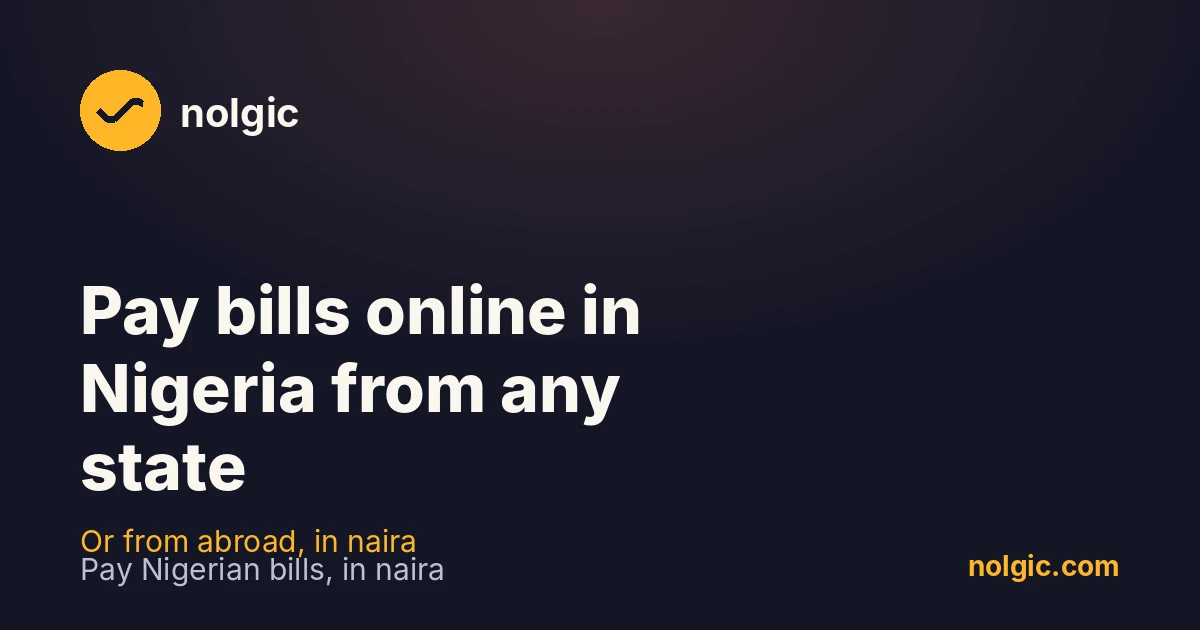 nolgic
Pay bills online in
Nigeria from any
state
Or from abroad, in naira
Pay Nigerian bills, in naira
nolgic.com